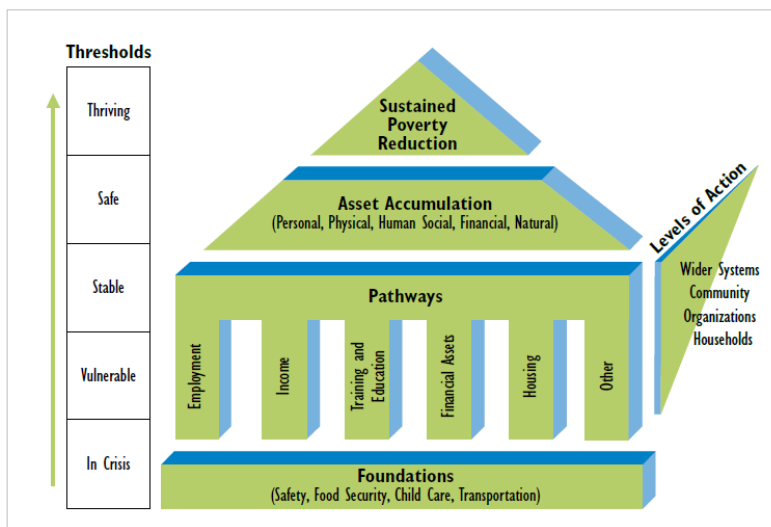 Thresholds
Thriving
Safe
Stable
Vulnerable
In Crisis
Sustained
Poverty
Reduction
Asset Accumulation
(Personal, Physical, Human Social, Financial, Natural)
Pathways
Employment
Income
Training and
Education
Financial Assets
Housing
Other
Foundations
(Safety, Food Security, Child Care, Transportation)
Levels of Action
Wider Systems
Community
Organizations
Households